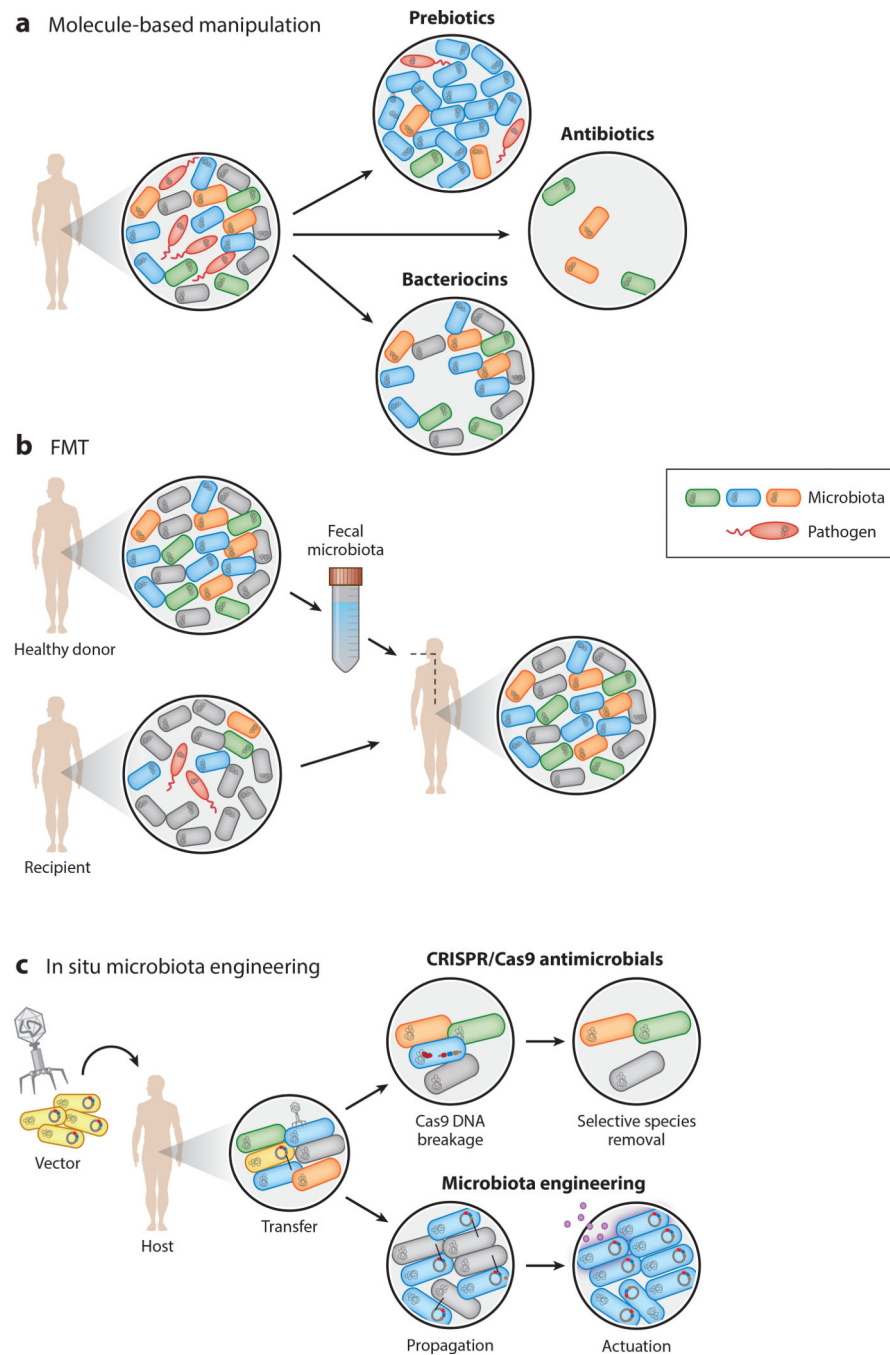 a Molecule-based manipulation
Prebiotics
Antibiotics
Bacteriocins
b FMT
Microbiota
Pathogen
Fecal
microbiota
Healthy donor
Recipient
c In situ microbiota engineering
CRISPR/Cas9 antimicrobials
Vector
Host
Transfer
Cas9 DNA
breakage
Selective species
removal
Microbiota engineering
Propagation
Actuation